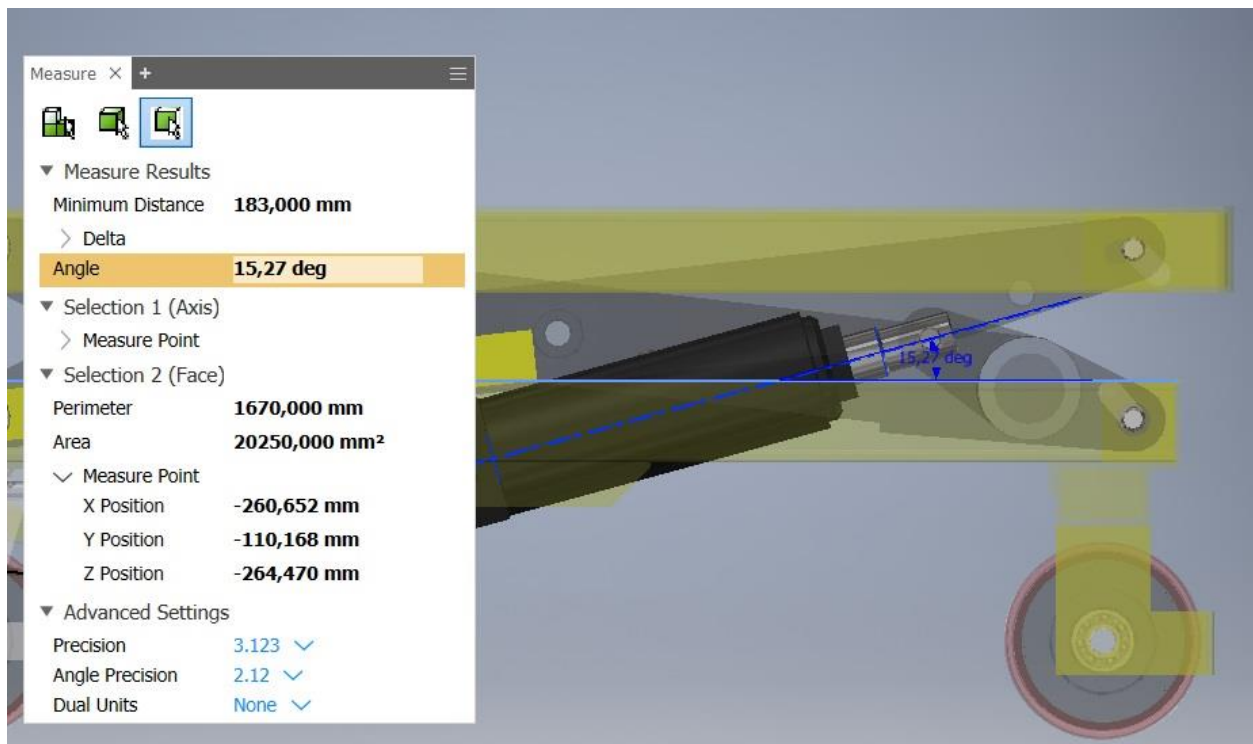 Measure × +
Measure Results
Minimum Distance 183,000 mm
Delta
Angle 15,27 deg
Selection 1 (Axis)
Measure Point
Selection 2 (Face)
Perimeter 1670,000 mm
Area 20250,000 mm²
Measure Point
X Position -260,652 mm
Y Position -110,168 mm
Z Position -264,470 mm
Advanced Settings
Precision 3.123
Angle Precision 2.12
Dual Units None
15,27 deg